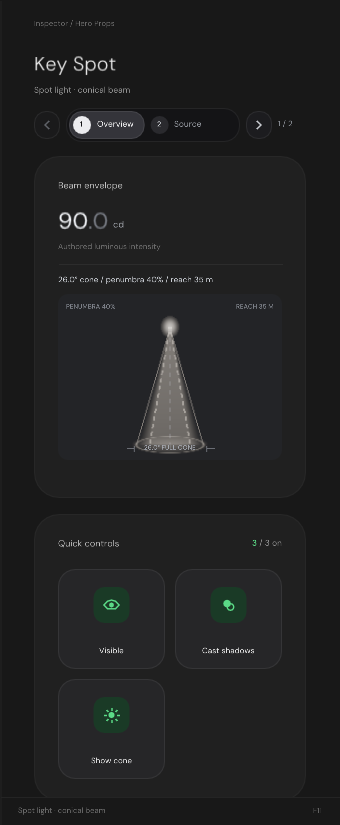 Inspector / Hero Props
Key Spot
Spot light · conical beam
1 Overview 2 Source 1 / 2
Beam envelope
90.0 cd
Authored luminous intensity
26.0° cone / penumbra 40% / reach 35 m
PENUMBRA 40% REACH 35 M
26.0° FULL CONE
Quick controls 3 / 3 on
Visible Cast shadows
Show cone
Spot light · conical beam